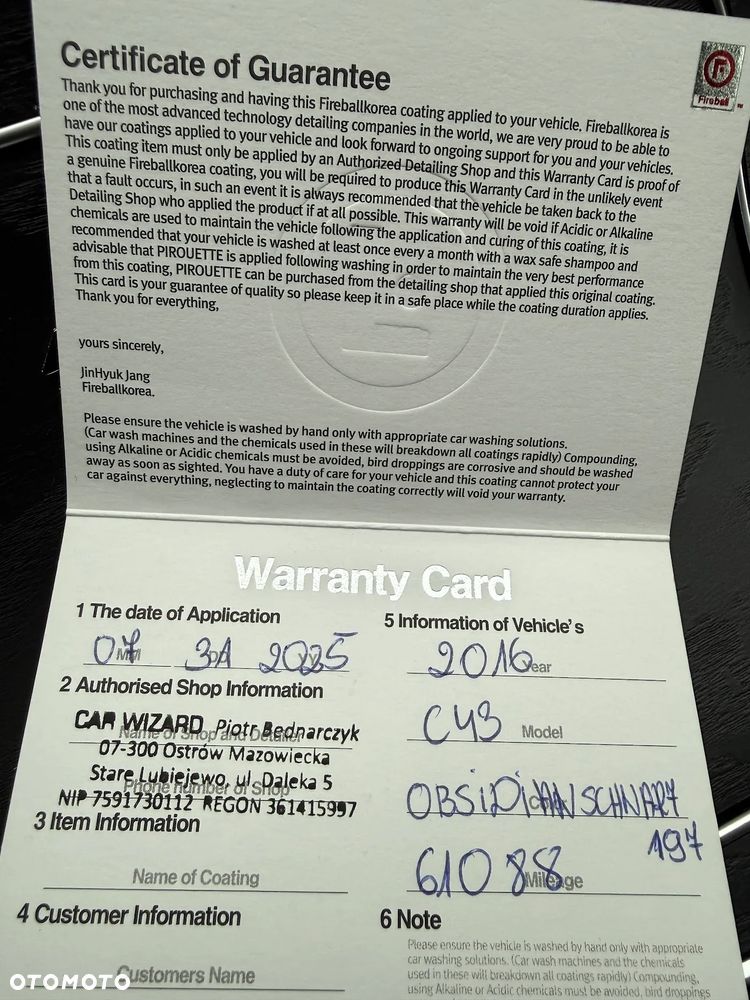 Certificate of Guarantee
Fireball ™
Thank you for purchasing and having this Fireballkorea coating applied to your vehicle. Fireballkorea is
one of the most advanced technology detailing companies in the world, we are very proud to be able to
have our coatings applied to your vehicle and look forward to ongoing support for you and your vehicles.
This coating item must only be applied by an Authorized Detailing Shop and this Warranty Card is proof of
a genuine Fireballkorea coating, you will be required to produce this Warranty Card in the unlikely event
that a fault occurs, in such an event it is always recommended that the vehicle be taken back to the
Detailing Shop who applied the product if at all possible. This warranty will be void if Acidic or Alkaline
chemicals are used to maintain the vehicle following the application and curing of this coating, it is
recommended that your vehicle is washed at least once every a month with a wax safe shampoo and
advisable that PIROUETTE is applied following washing in order to maintain the very best performance
from this coating, PIROUETTE can be purchased from the detailing shop that applied this original coating.
This card is your guarantee of quality so please keep it in a safe place while the coating duration applies.
Thank you for everything,
yours sincerely,
JinHyuk Jang
Fireballkorea.
Please ensure the vehicle is washed by hand only with appropriate car washing solutions.
(Car wash machines and the chemicals used in these will breakdown all coatings rapidly) Compounding,
using Alkaline or Acidic chemicals must be avoided, bird droppings are corrosive and should be washed
away as soon as sighted. You have a duty of care for your vehicle and this coating cannot protect your
car against everything, neglecting to maintain the coating correctly will void your warranty.
Warranty Card
1 The date of Application
07 31 2025
2 Authorised Shop Information
CAR WIZARD Piotr Bednarczyk
Name of Shop and Detailer
07-300 Ostrów Mazowiecka
Stare Lubiejewo, ul. Daleka 5
Phone number of Shop
NIP 7591730112 REGON 361415997
3 Item Information
Name of Coating
4 Customer Information
Customers Name
5 Information of Vehicle's
2016 Year
C43 Model
OBSIDIANSCHWARZ
197
61088 Mileage
6 Note
Please ensure the vehicle is washed by hand only with appropriate
car washing solutions. (Car wash machines and the chemicals
used in these will breakdown all coatings rapidly) Compounding,
using Alkaline or Acidic chemicals must be avoided, bird droppings
OTOMOTO